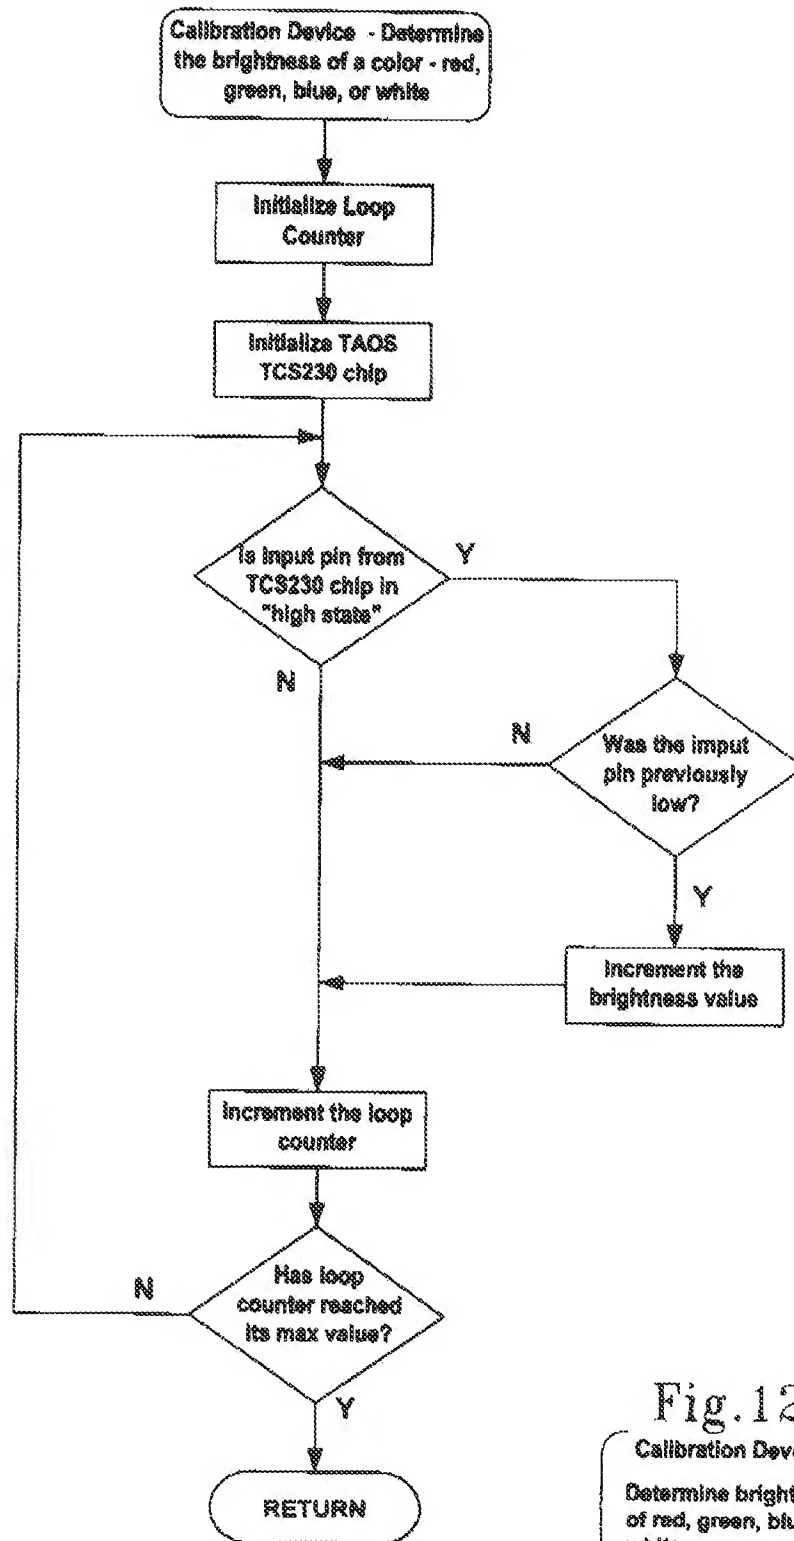 Calibration Device - Determine
the brightness of a color - red,
green, blue, or white
Initialize Loop
Counter
Initialize TAOS
TCS230 chip
Is input pin from
TCS230 chip in
"high state"
Y
N
Was the imput
pin previously
low?
N
Y
Increment the
brightness value
Increment the loop
counter
Has loop
counter reached
its max value?
N
Y
RETURN
Fig.12
Calibration
Determine
of red, green,